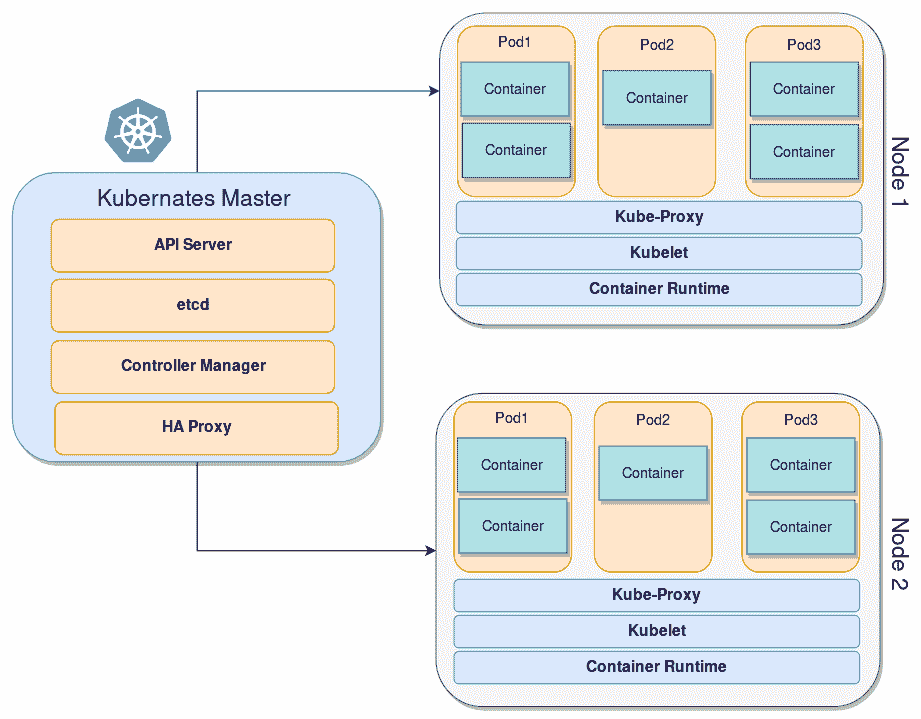 Kubernates Master
API Server
etcd
Controller Manager
HA Proxy
Pod1
Pod2
Pod3
Container
Container
Container
Container
Container
Kube-Proxy
Kubelet
Container Runtime
Node 1
Pod1
Pod2
Pod3
Container
Container
Container
Container
Container
Kube-Proxy
Kubelet
Container Runtime
Node 2